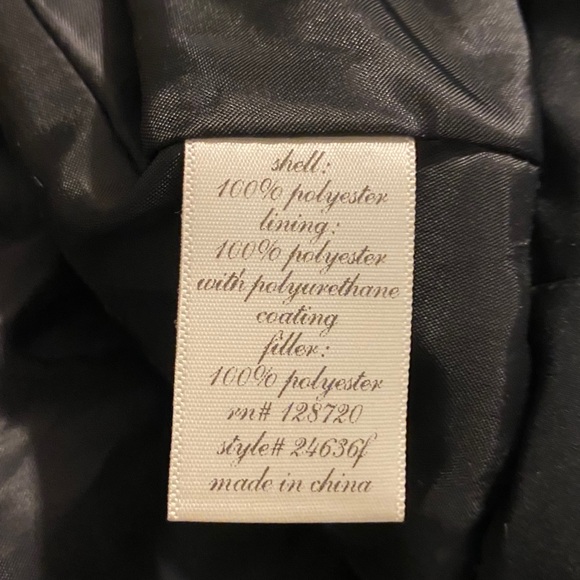 shell:
100% polyester
lining:
100% polyester
with polyurethane
coating
filler:
100% polyester
rn# 128720
style# 24636f
made in china